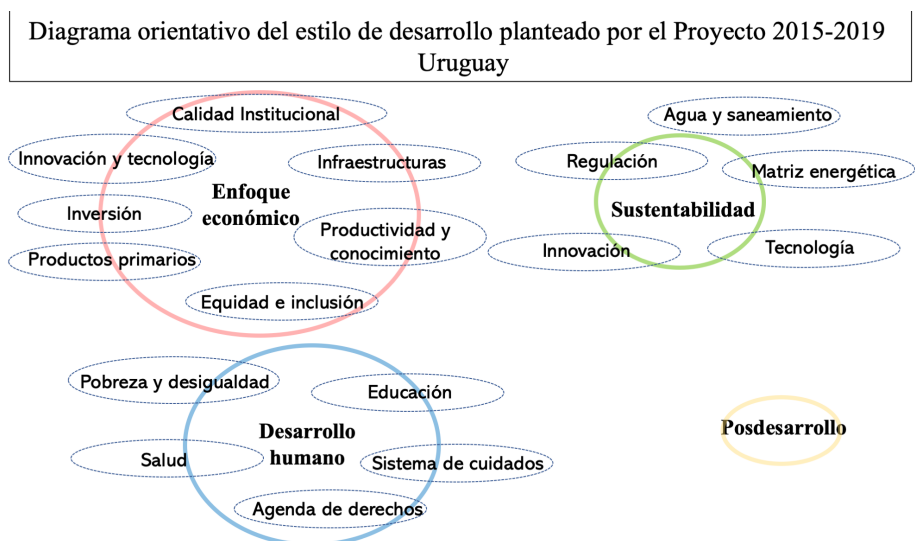 Diagrama orientativo del estilo de desarrollo planteado por el Proyecto 2015-2019
Uruguay
Calidad Institucional
Innovación y tecnología
Infraestructuras
Enfoque
económico
Inversión
Productividad y
conocimiento
Productos primarios
Equidad e inclusión
Agua y saneamiento
Regulación
Matriz energética
Sustentabilidad
Innovación
Tecnología
Pobreza y desigualdad
Educación
Desarrollo
humano
Salud
Sistema de cuidados
Agenda de derechos
Posdesarrollo